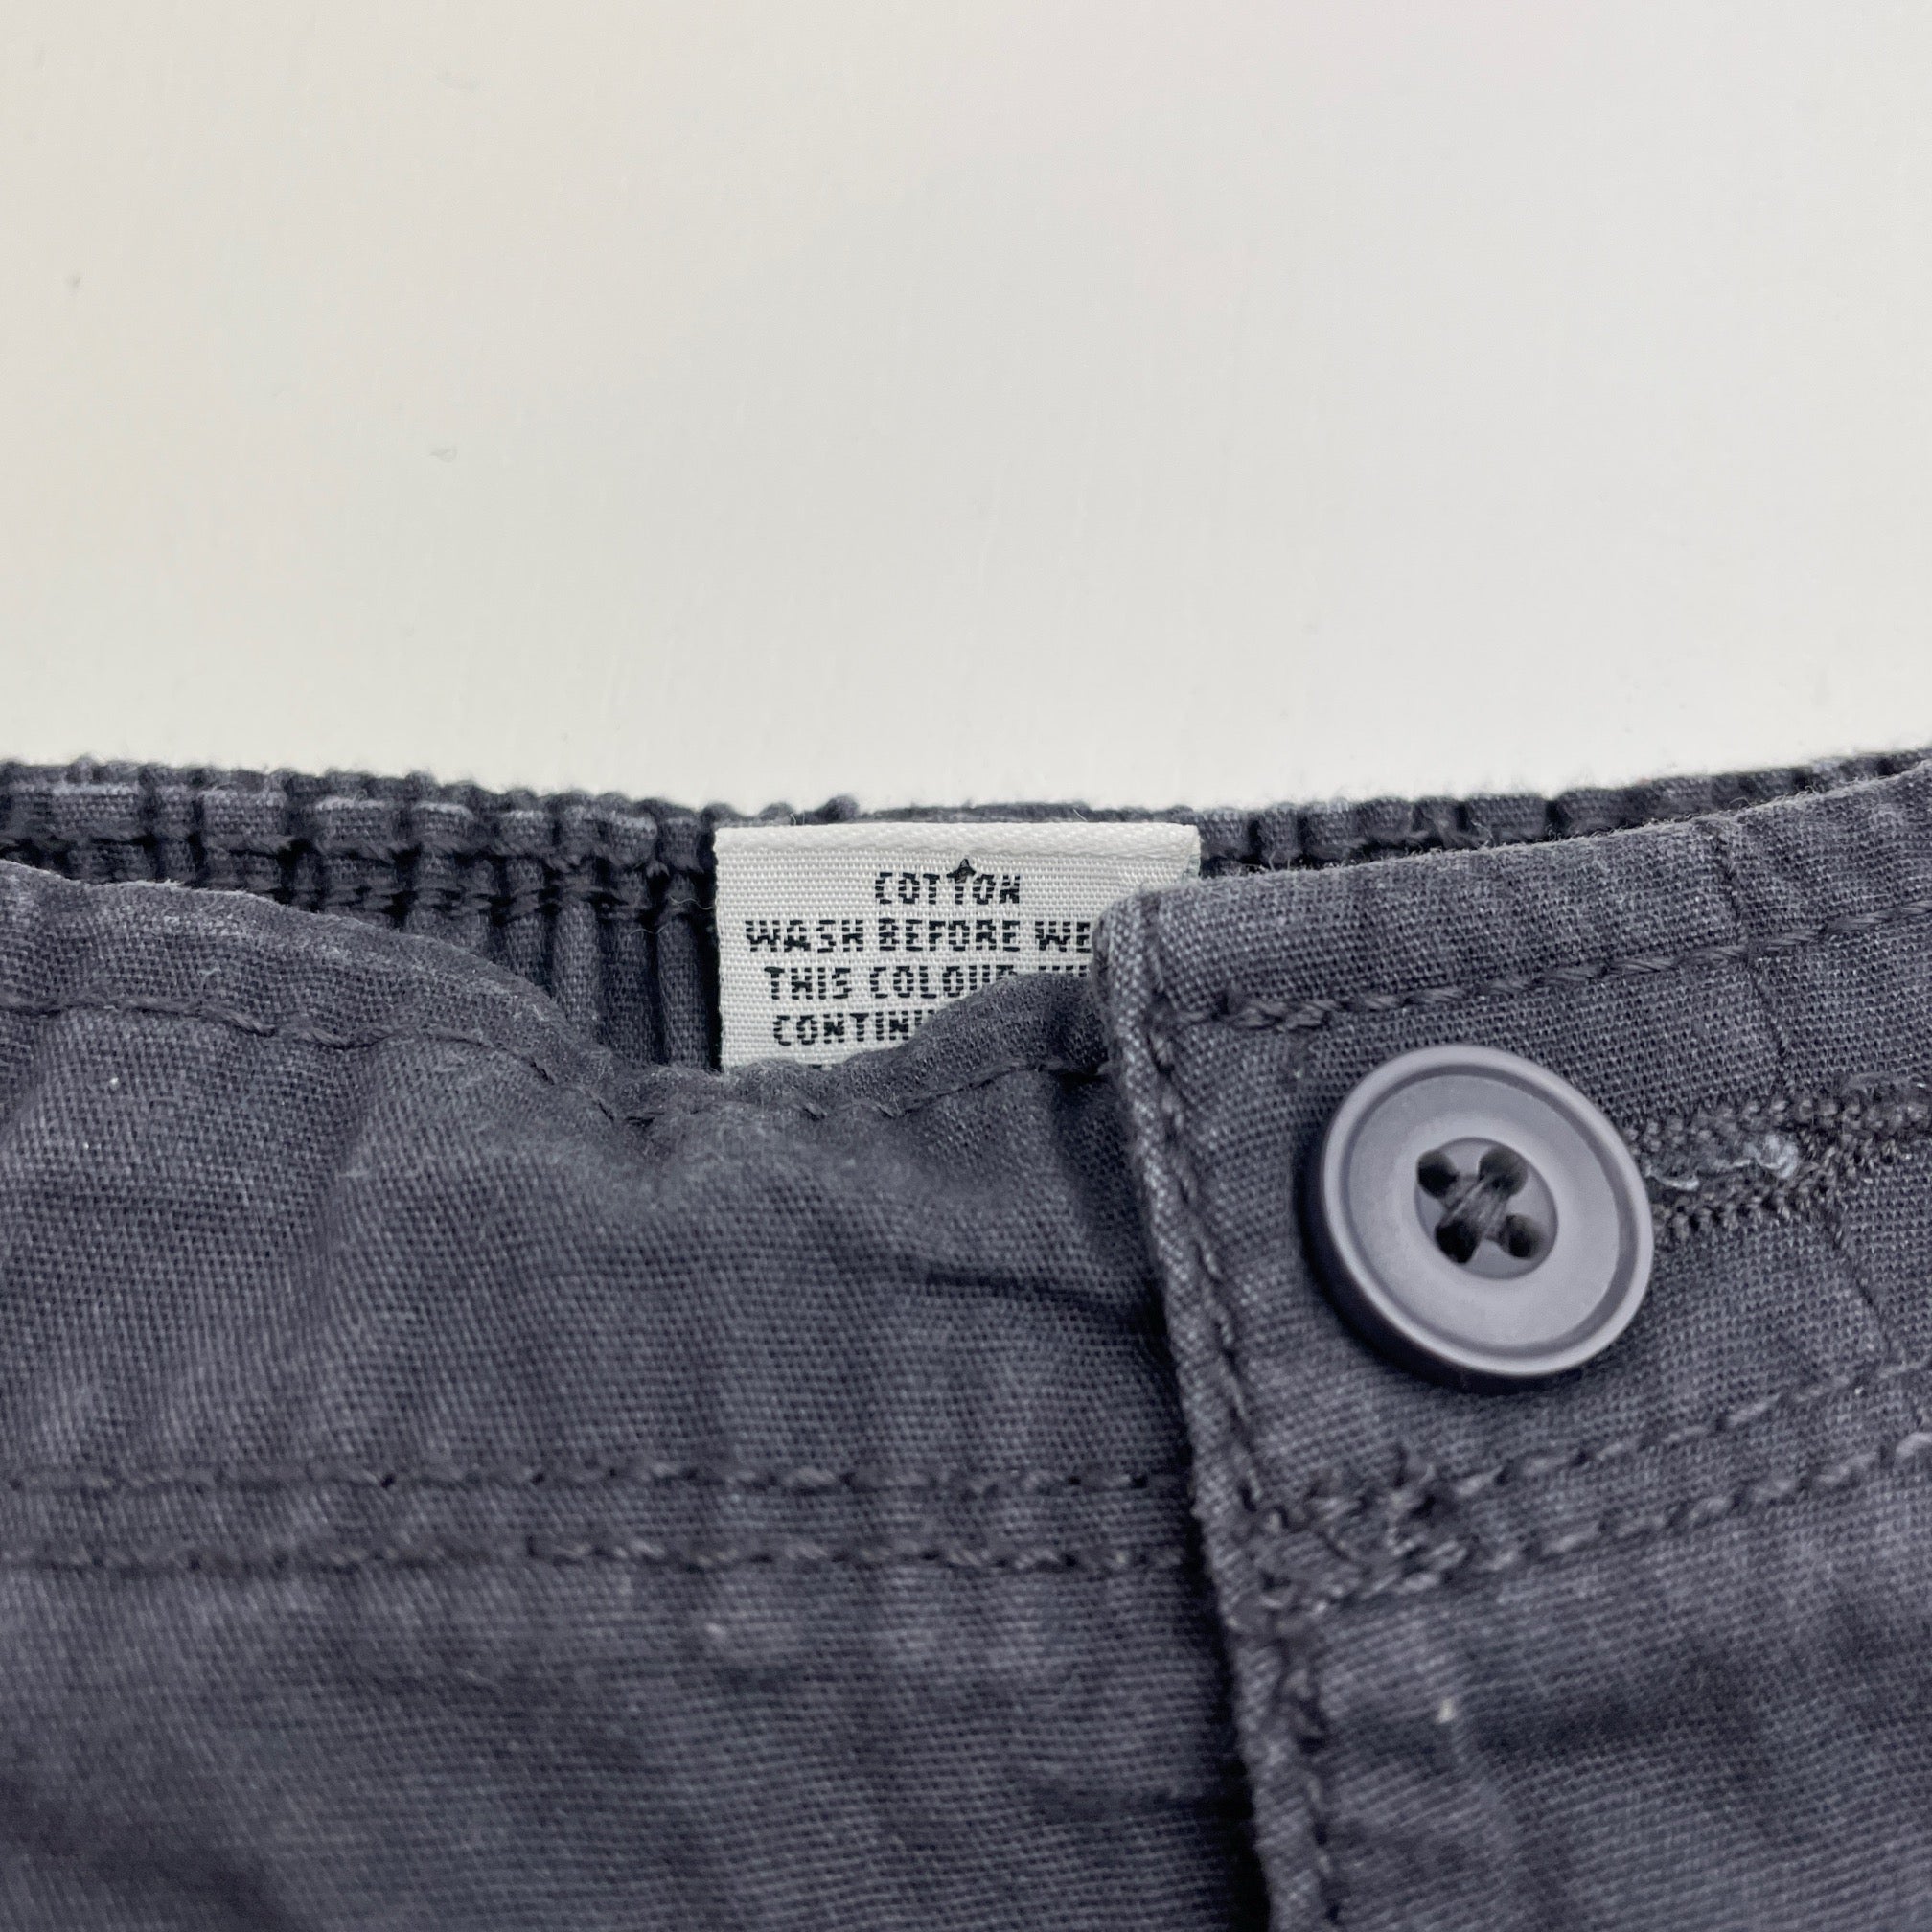 COTTON
WASH BEFORE WE
THIS COLOUR
CONTIN